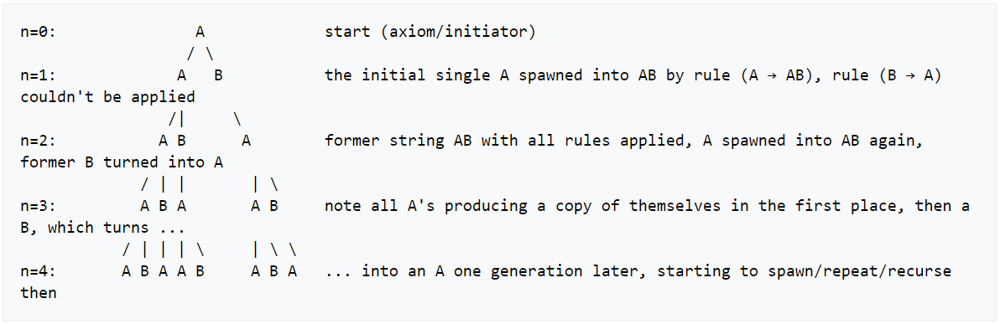 n=0:               A             start (axiom/initiator)
                  / \
n=1:             A   B           the initial single A spawned into AB by rule (A → AB), rule (B → A)
couldn't be applied
                /|     \
n=2:           A B      A        former string AB with all rules applied, A spawned into AB again,
former B turned into A
             / | |       | \
n=3:         A B A       A B     note all A's producing a copy of themselves in the first place, then a
B, which turns ...
           / | | | \     | \ \
n=4:       A B A A B     A B A   ... into an A one generation later, starting to spawn/repeat/recurse
then